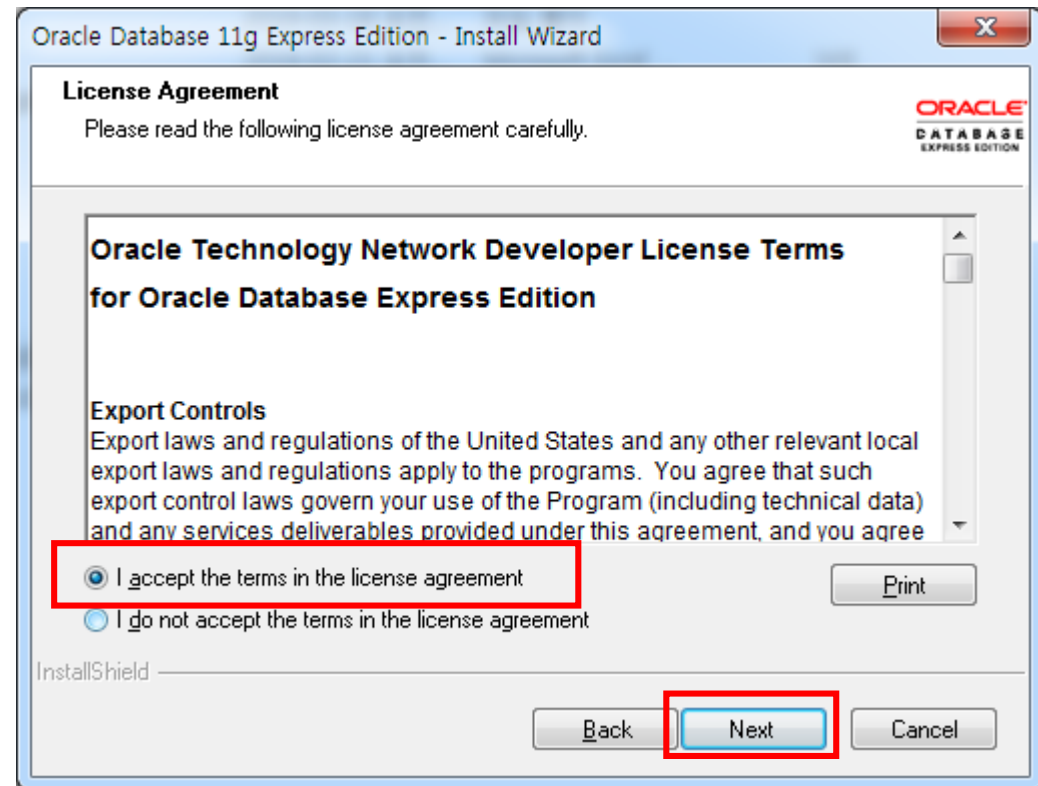 Oracle Database 11g Express Edition - Install Wizard
License Agreement
Please read the following license agreement carefully.
ORACLE
DATABASE
EXPRESS EDITION
Oracle Technology Network Developer License Terms
for Oracle Database Express Edition
Export Controls
Export laws and regulations of the United States and any other relevant local
export laws and regulations apply to the programs.  You agree that such
export control laws govern your use of the Program (including technical data)
and any services deliverables provided under this agreement, and you agree
I accept the terms in the license agreement
Print
I do not accept the terms in the license agreement
InstallShield
Back
Next
Cancel